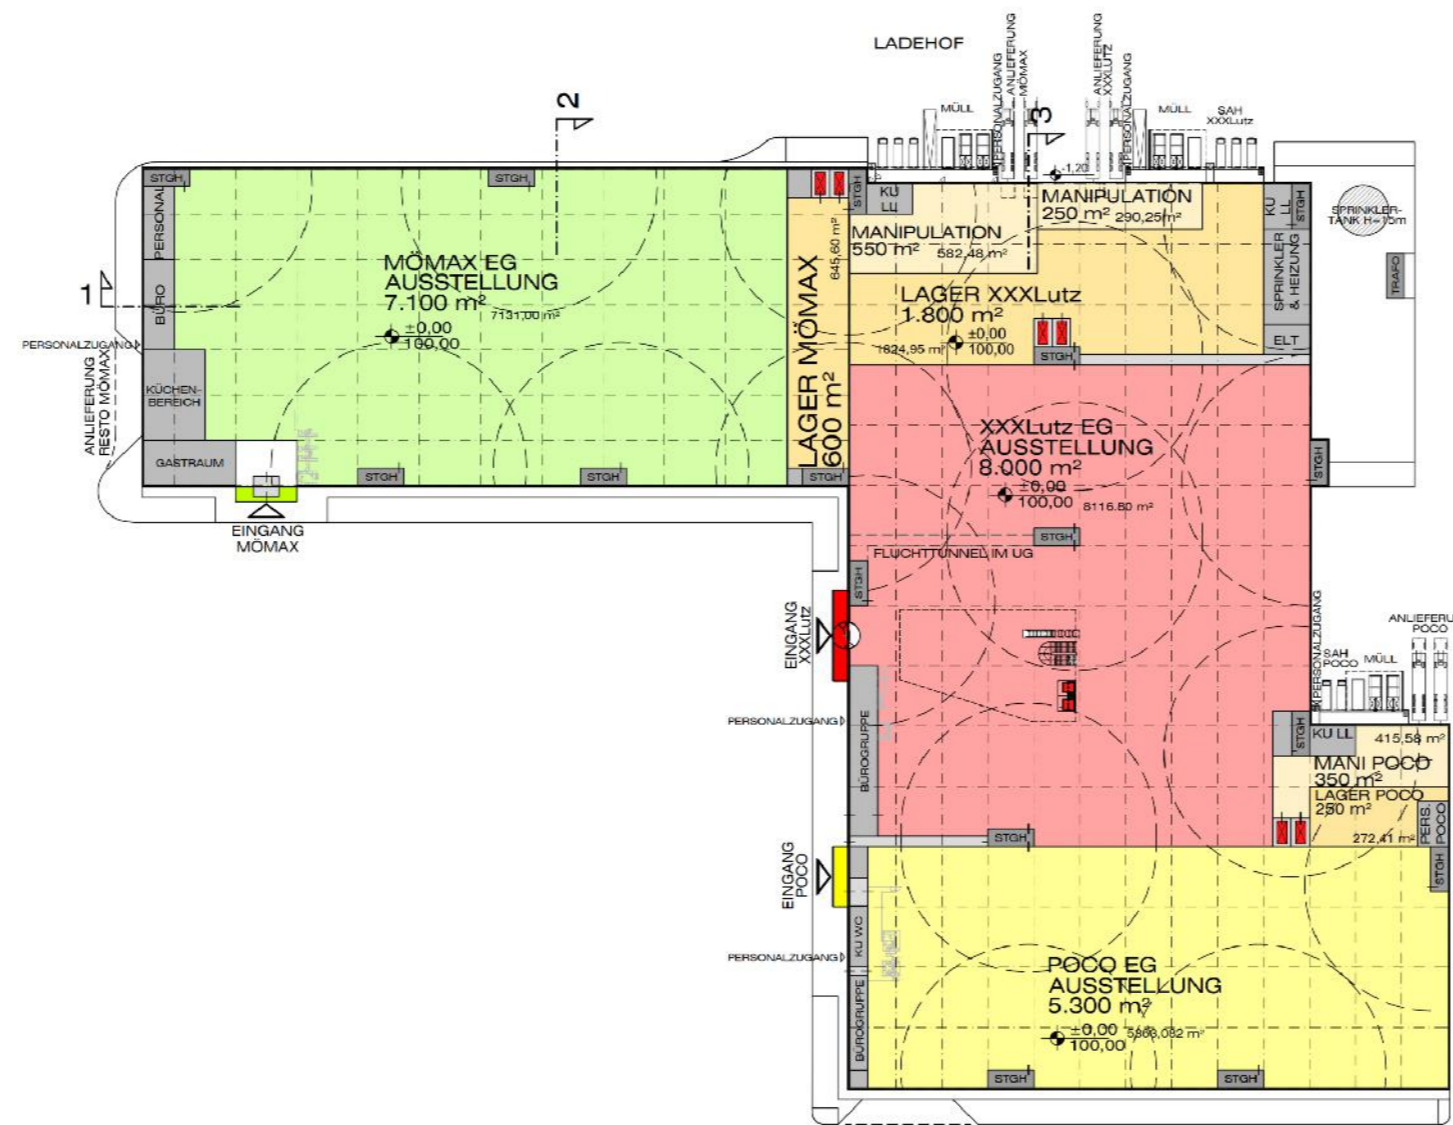 LADEHOF
PERSONALZUGANG
ANLIEFERUNG
MÖMAX
ANLIEFERUNG
XXXLUTZ
PERSONALZUGANG
MÜLL
MÜLL
SAH
XXXLutz
2
3
-1,20
STGH
STGH
STGH
KU
LL
MANIPULATION
250 m² 290,25m²
KU
LL
STGH
SPRINKLER-
TANK H=15m
PERSONAL
MANIPULATION
550 m² 582,48 m²
645,60 m²
MÖMAX EG
AUSSTELLUNG
7.100 m²
7131,00 m²
±0,00
100,00
1
BÜRO
LAGER MÖMAX
600 m²
LAGER XXXLutz
1.800 m²
1824,95 m²
±0,00
100,00
SPRINKLER
& HEIZUNG
TRAFO
ELT
STGH
PERSONALZUGANG
ANLIEFERUNG
RESTO MÖMAX
KÜCHEN-
BEREICH
GASTRAUM
STGH
STGH
STGH
EINGANG
MÖMAX
XXXLutz EG
AUSSTELLUNG
8.000 m²
±0,00
100,00
8116.80 m²
STGH
STGH
FLUCHTTUNNEL IM UG
STGH
EINGANG
XXXLutz
PERSONALZUGANG
BÜROGRUPPE
PERSONALZUGANG
SAH
POCO
MÜLL
ANLIEFERU
POCO
STGH
KU LL
415,58 m²
MANI POCO
350 m²
LAGER POCO
250 m²
272,41 m²
PERS.
POCO
STGH
STGH
EINGANG
POCO
KU WC
PERSONALZUGANG
BÜROGRUPPE
POCO EG
AUSSTELLUNG
5.300 m²
±0,00
100,00
STGH
STGH